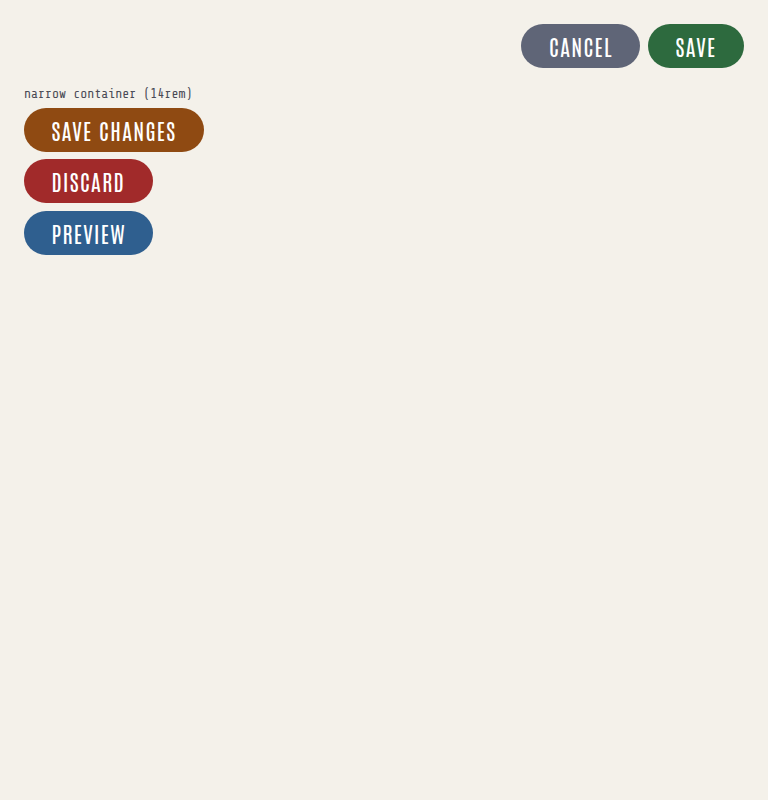 CANCEL SAVE
narrow container (14rem)
SAVE CHANGES
DISCARD
PREVIEW